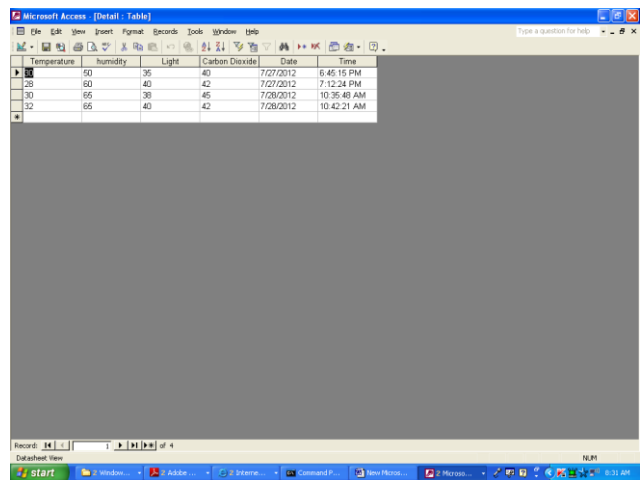 Microsoft Access - [Detail : Table]
File Edit View Insert Format Records Tools Window Help Type a question for help
Temperature humidity Light Carbon Dioxide Date Time
30 50 35 40 7/27/2012 6:45:15 PM
28 60 40 42 7/27/2012 7:12:24 PM
30 65 38 45 7/28/2012 10:35:48 AM
32 65 40 42 7/28/2012 10:42:21 AM
Record: 1 of 4
Datasheet View NUM
start 2 Window... 2 Adobe ... 2 Interne... Command P... New Micros... 2 Microso... 8:31 AM